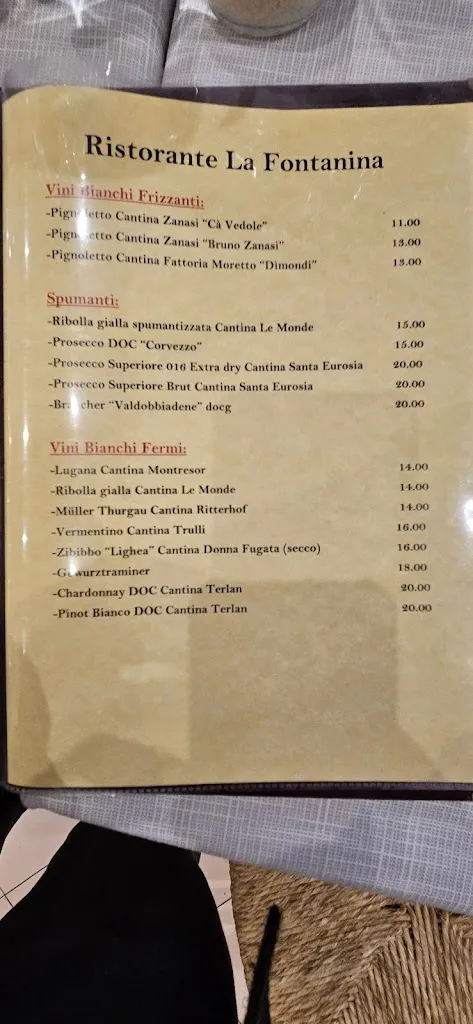 Ristorante La Fontanina
Vini Bianchi Frizzanti:
-Pignoletto Cantina Zanasi "Cà Vedole" 11.00
-Pignoletto Cantina Zanasi "Bruno Zanasi" 13.00
-Pignoletto Cantina Fattoria Moretto "Dimondi" 13.00
Spumanti:
-Ribolla gialla spumantizzata Cantina Le Monde 15.00
-Prosecco DOC "Corvezzo" 15.00
-Prosecco Superiore 016 Extra dry Cantina Santa Eurosia 20.00
-Prosecco Superiore Brut Cantina Santa Eurosia 20.00
"Valdobbiadene" docg 20.00
Vini Bianchi Fermi:
-Lugana Cantina Montresor 14.00
-Ribolla gialla Cantina Le Monde 14.00
-Müller Thurgau Cantina Ritterhof 14.00
-Vermentino Cantina Trulli 16.00
-Zibibbo "Lighea" Cantina Donna Fugata (secco) 16.00
-Gewurztraminer 18.00
-Chardonnay DOC Cantina Terlan 20.00
-Pinot Bianco DOC Cantina Terlan 20.00